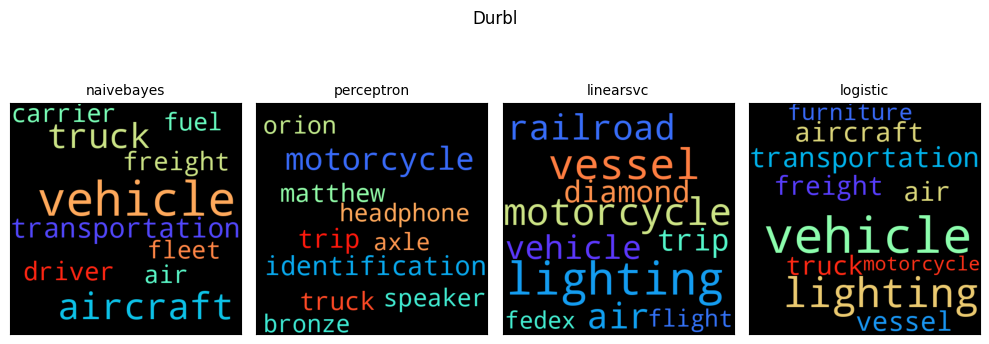 Durbl
naivebayes
carrier
fuel
truck
freight
vehicle
transportation
fleet
driver
air
aircraft
perceptron
orion
motorcycle
matthew
headphone
trip
axle
identification
truck
speaker
bronze
linearsvc
railroad
vessel
diamond
motorcycle
vehicle
trip
lighting
fedex
air
flight
logistic
furniture
aircraft
transportation
freight
air
vehicle
truck
motorcycle
lighting
vessel